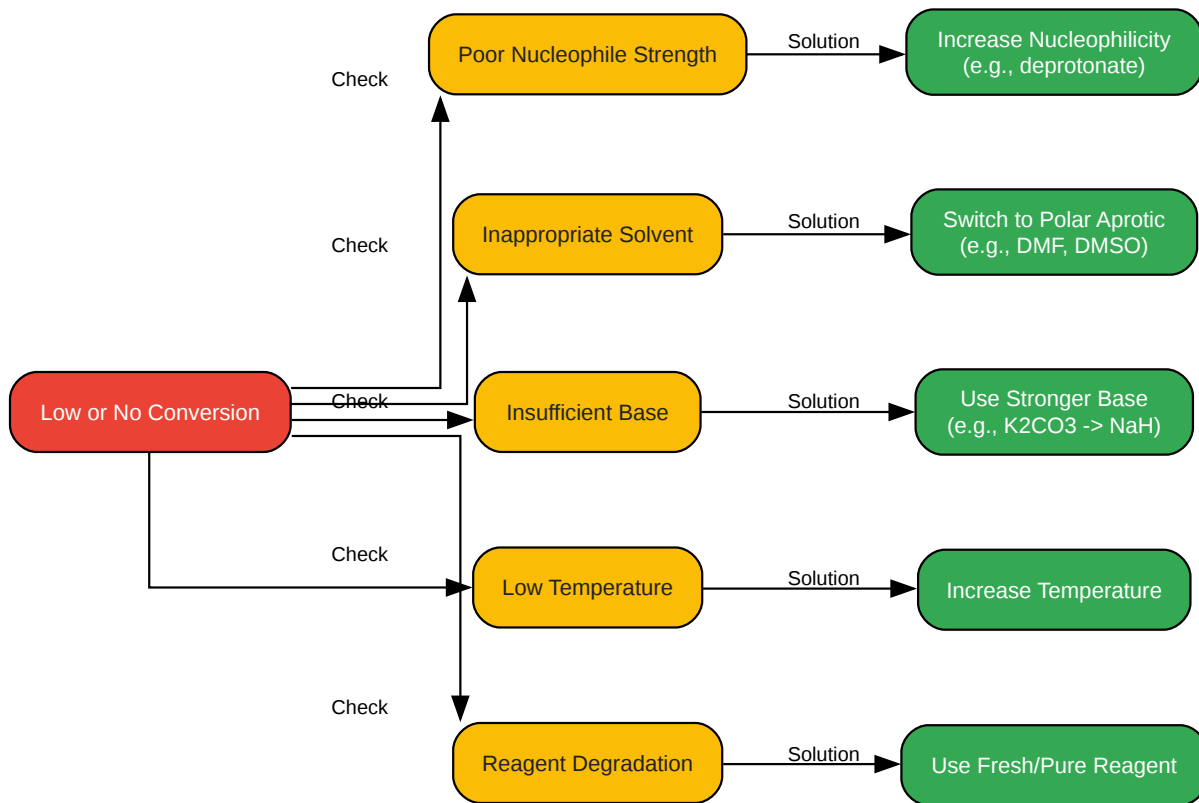 Poor Nucleophile Strength
Solution
Increase Nucleophilicity
(e.g., deprotonate)
Check
Inappropriate Solvent
Solution
Switch to Polar Aprotic
(e.g., DMF, DMSO)
Check
Low or No Conversion
Check
Insufficient Base
Solution
Use Stronger Base
(e.g., K2CO3 -> NaH)
Check
Low Temperature
Solution
Increase Temperature
Check
Reagent Degradation
Solution
Use Fresh/Pure Reagent